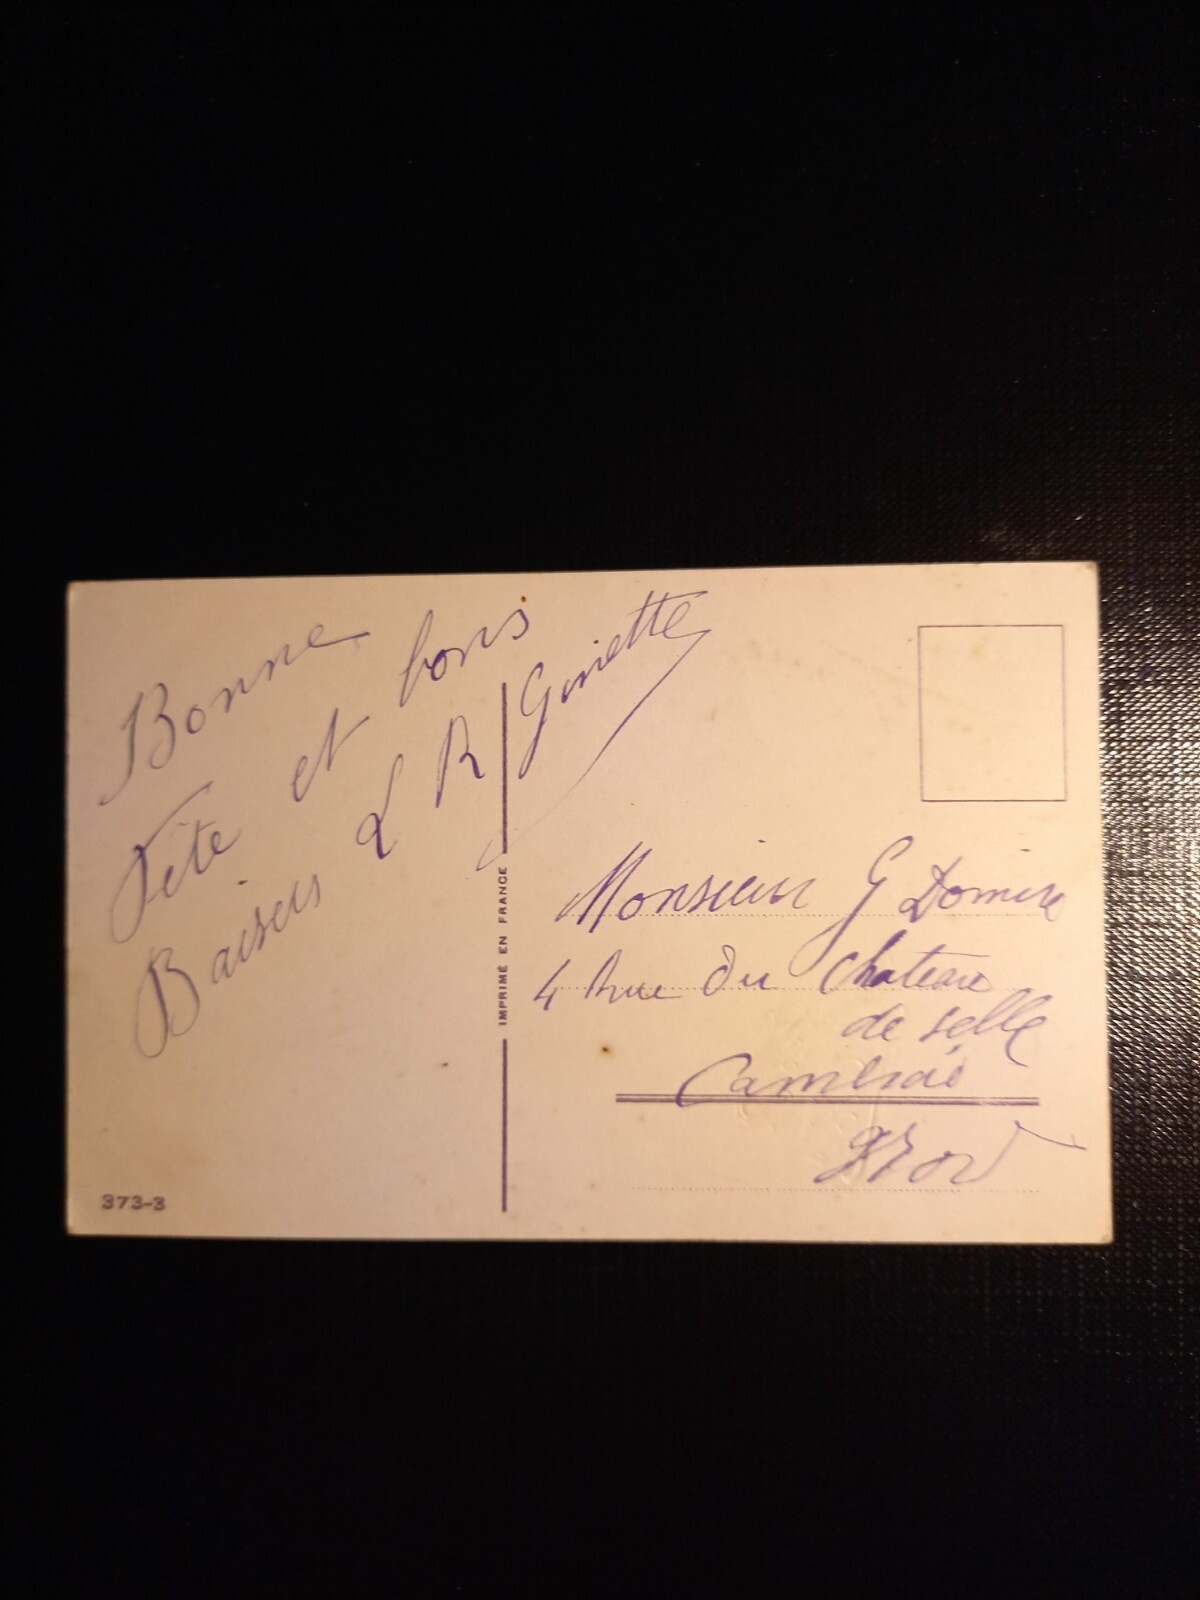 Bonne
Fête et bons
Baisers L R Ginette
IMPRIMÉ EN FRANCE
Monsieur G
4 Rue Du Chateau
de selle
Cambrai
Nord
373-3